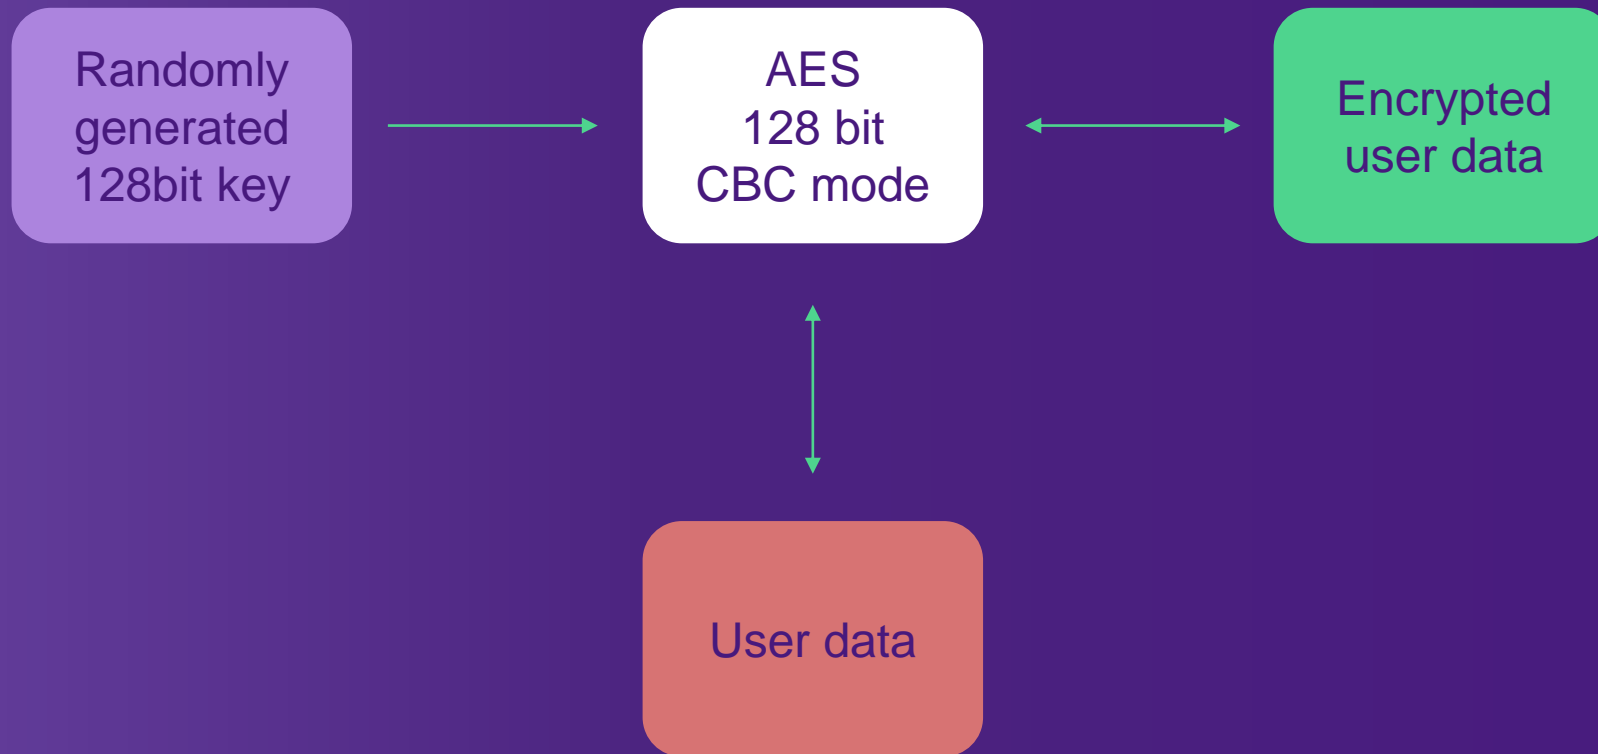 Randomly
generated
128bit key
AES
128 bit
CBC mode
Encrypted
user data
User data